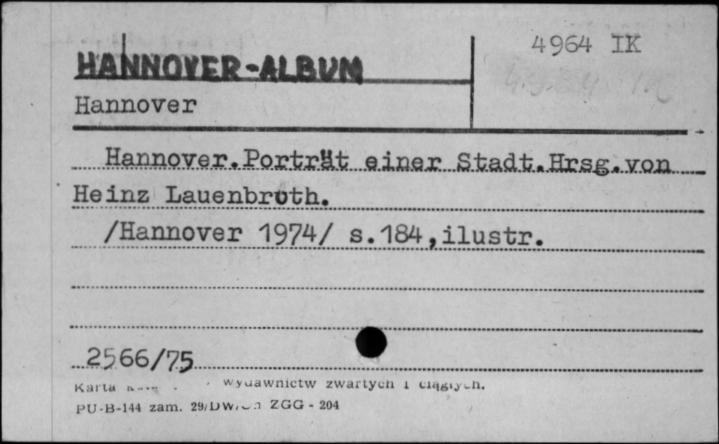 4964 IK
HANNOVER-ALBUM
Hannover
Hannover.Porträt einer Stadt.Hrsg.von
Heinz Lauenbroth.
/Hannover 1974/ s.184,ilustr.
2566/75
Karta wydawnictw zwartych i ciągłych.
PU-B-144 zam. 29/DW/ ZGG - 204